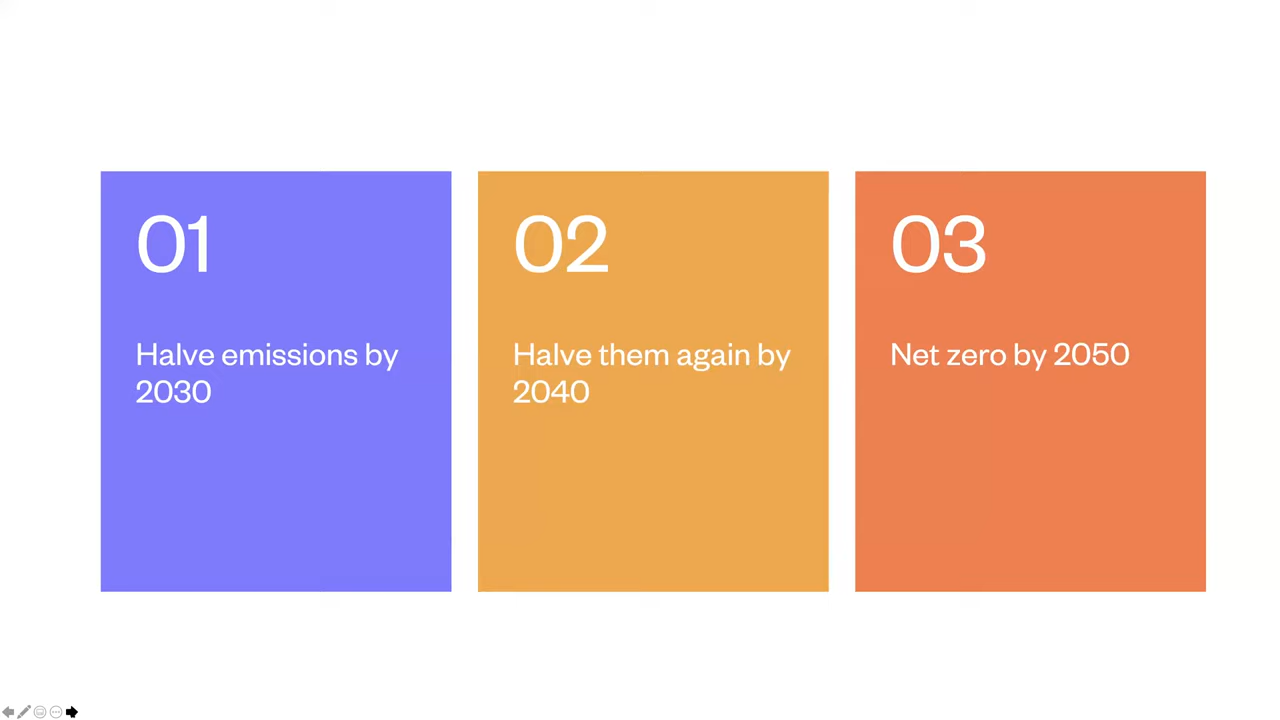 01
Halve emissions by
2030
02
Halve them again by
2040
03
Net zero by 2050